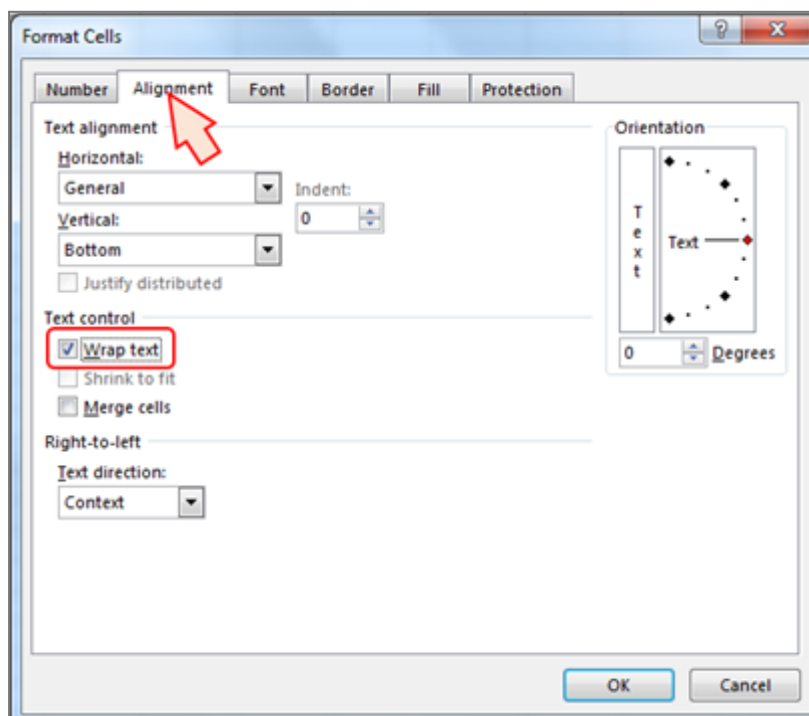 Format Cells
?
Number Alignment Font Border Fill Protection
Text alignment
Horizontal:
General
Indent:
0
Vertical:
Bottom
Justify distributed
Text control
Wrap text
Shrink to fit
Merge cells
Right-to-left
Text direction:
Context
Orientation
Text
Text
0 Degrees
OK Cancel